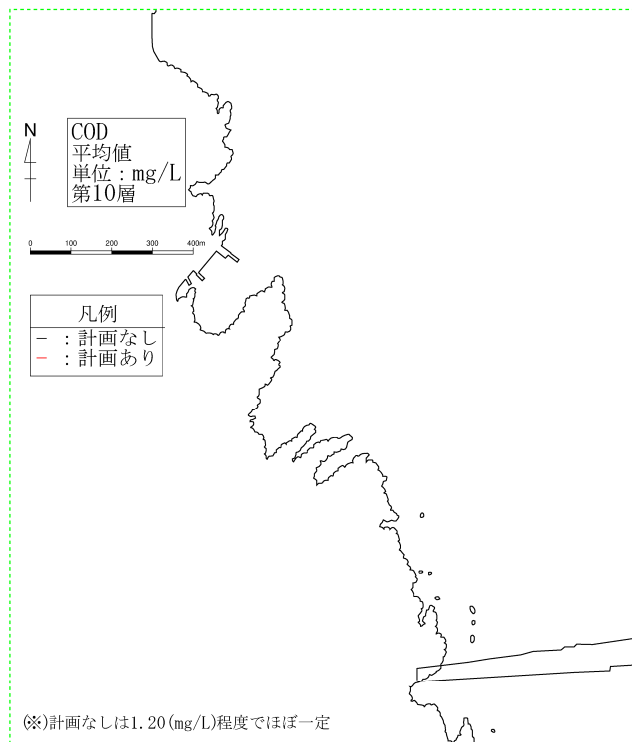 N
COD
平均値
単位：mg/L
第10層
0 100 200 300 400m
凡例
− ：計画なし
− ：計画あり
(※)計画なしは1.20(mg/L)程度でほぼ一定